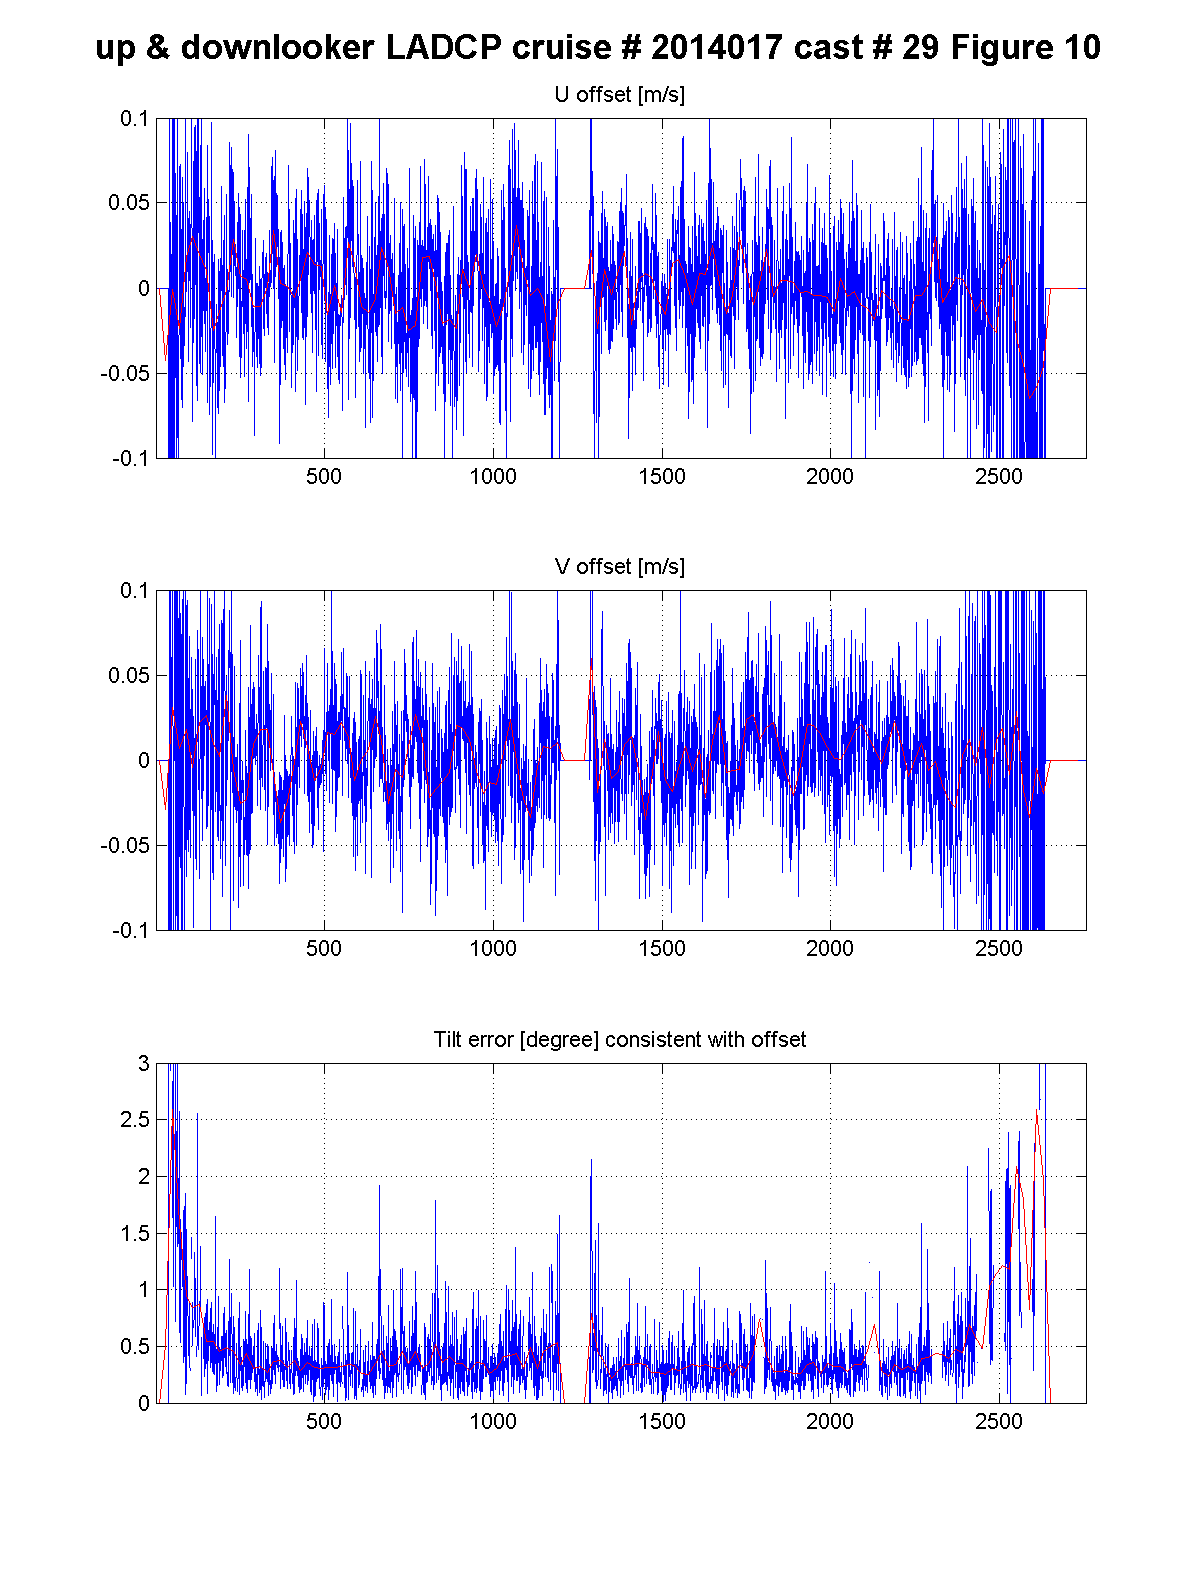 up & downlooker LADCP cruise # 2014017 cast # 29 Figure 10
U offset [m/s]
0.1
0.05
0
-0.05
-0.1
500 1000 1500 2000 2500
V offset [m/s]
0.1
0.05
0
-0.05
-0.1
500 1000 1500 2000 2500
Tilt error [degree] consistent with offset
3
2.5
2
1.5
1
0.5
0
500 1000 1500 2000 2500